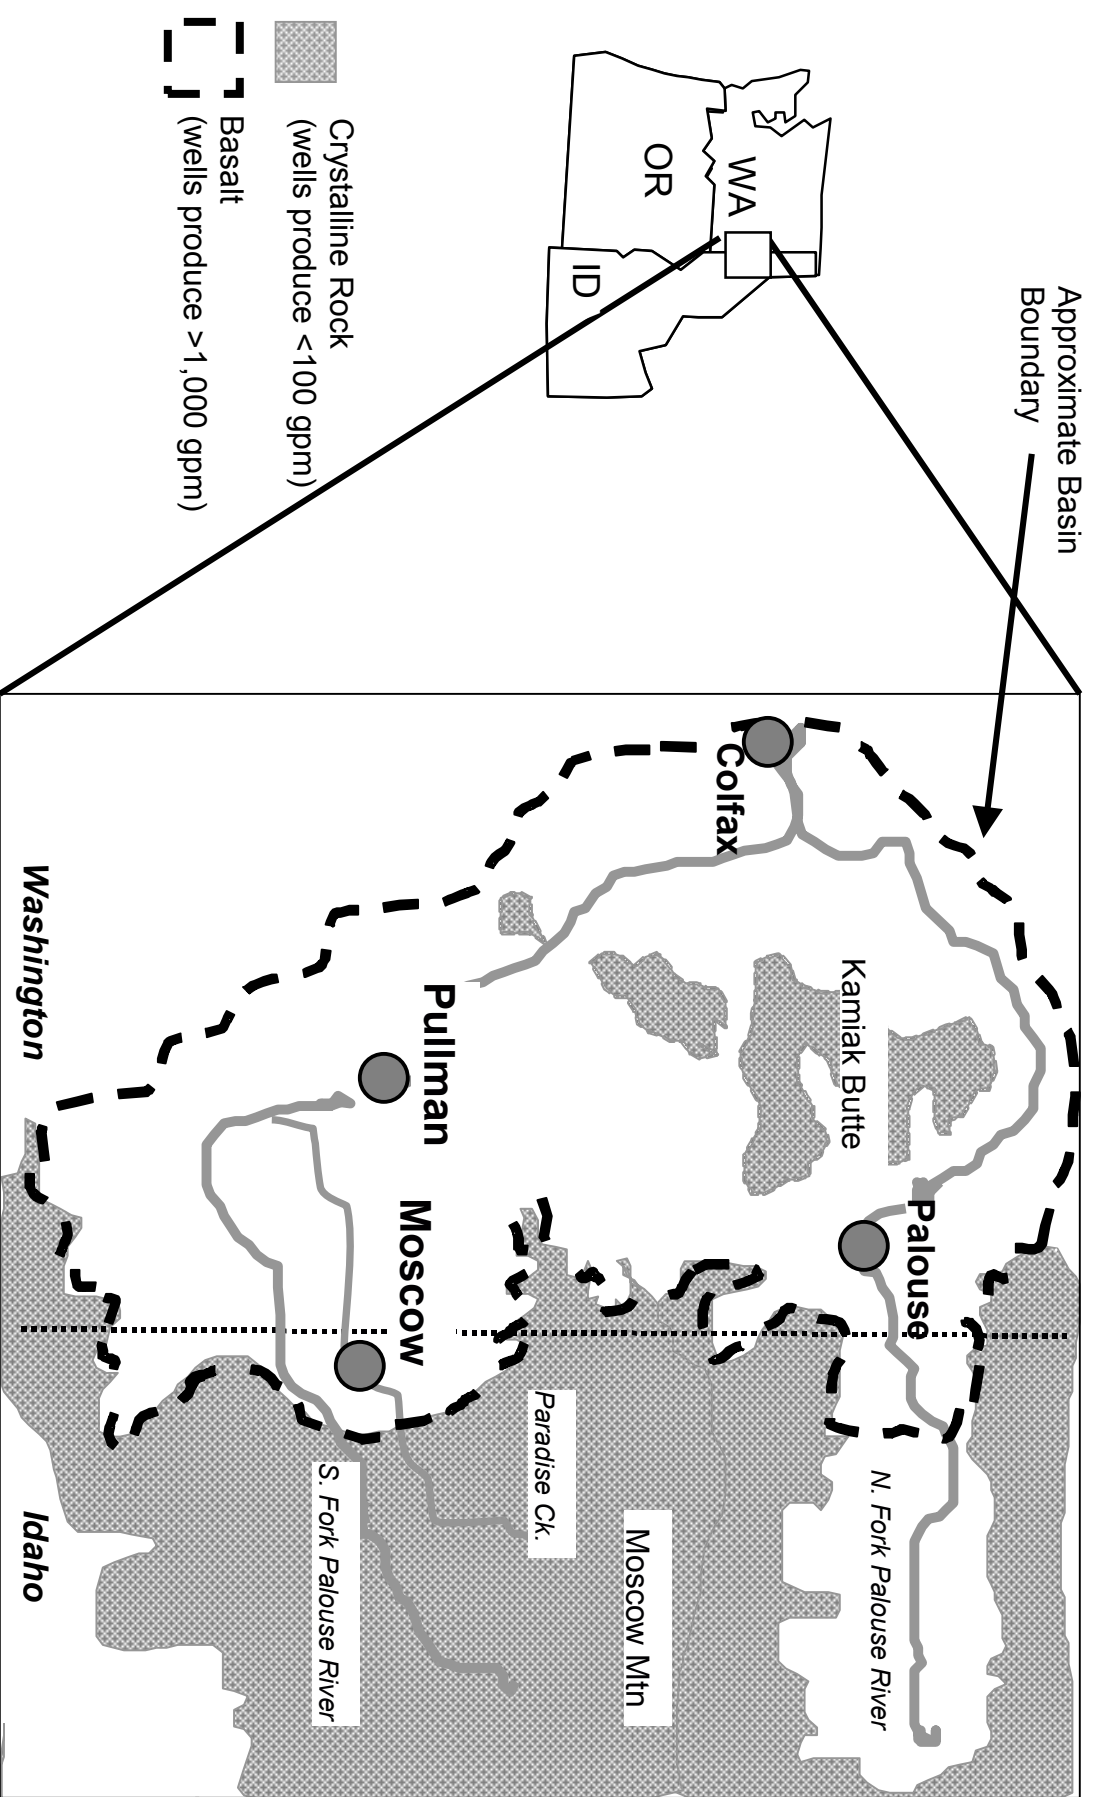 Approximate Basin
Boundary
WA
OR
ID
Crystalline Rock
(wells produce <100 gpm)
Basalt
(wells produce >1,000 gpm)
Colfax
Kamiak Butte
Palouse
Pullman
Moscow
N. Fork Palouse River
Moscow Mtn
Paradise Ck.
S. Fork Palouse River
Washington
Idaho